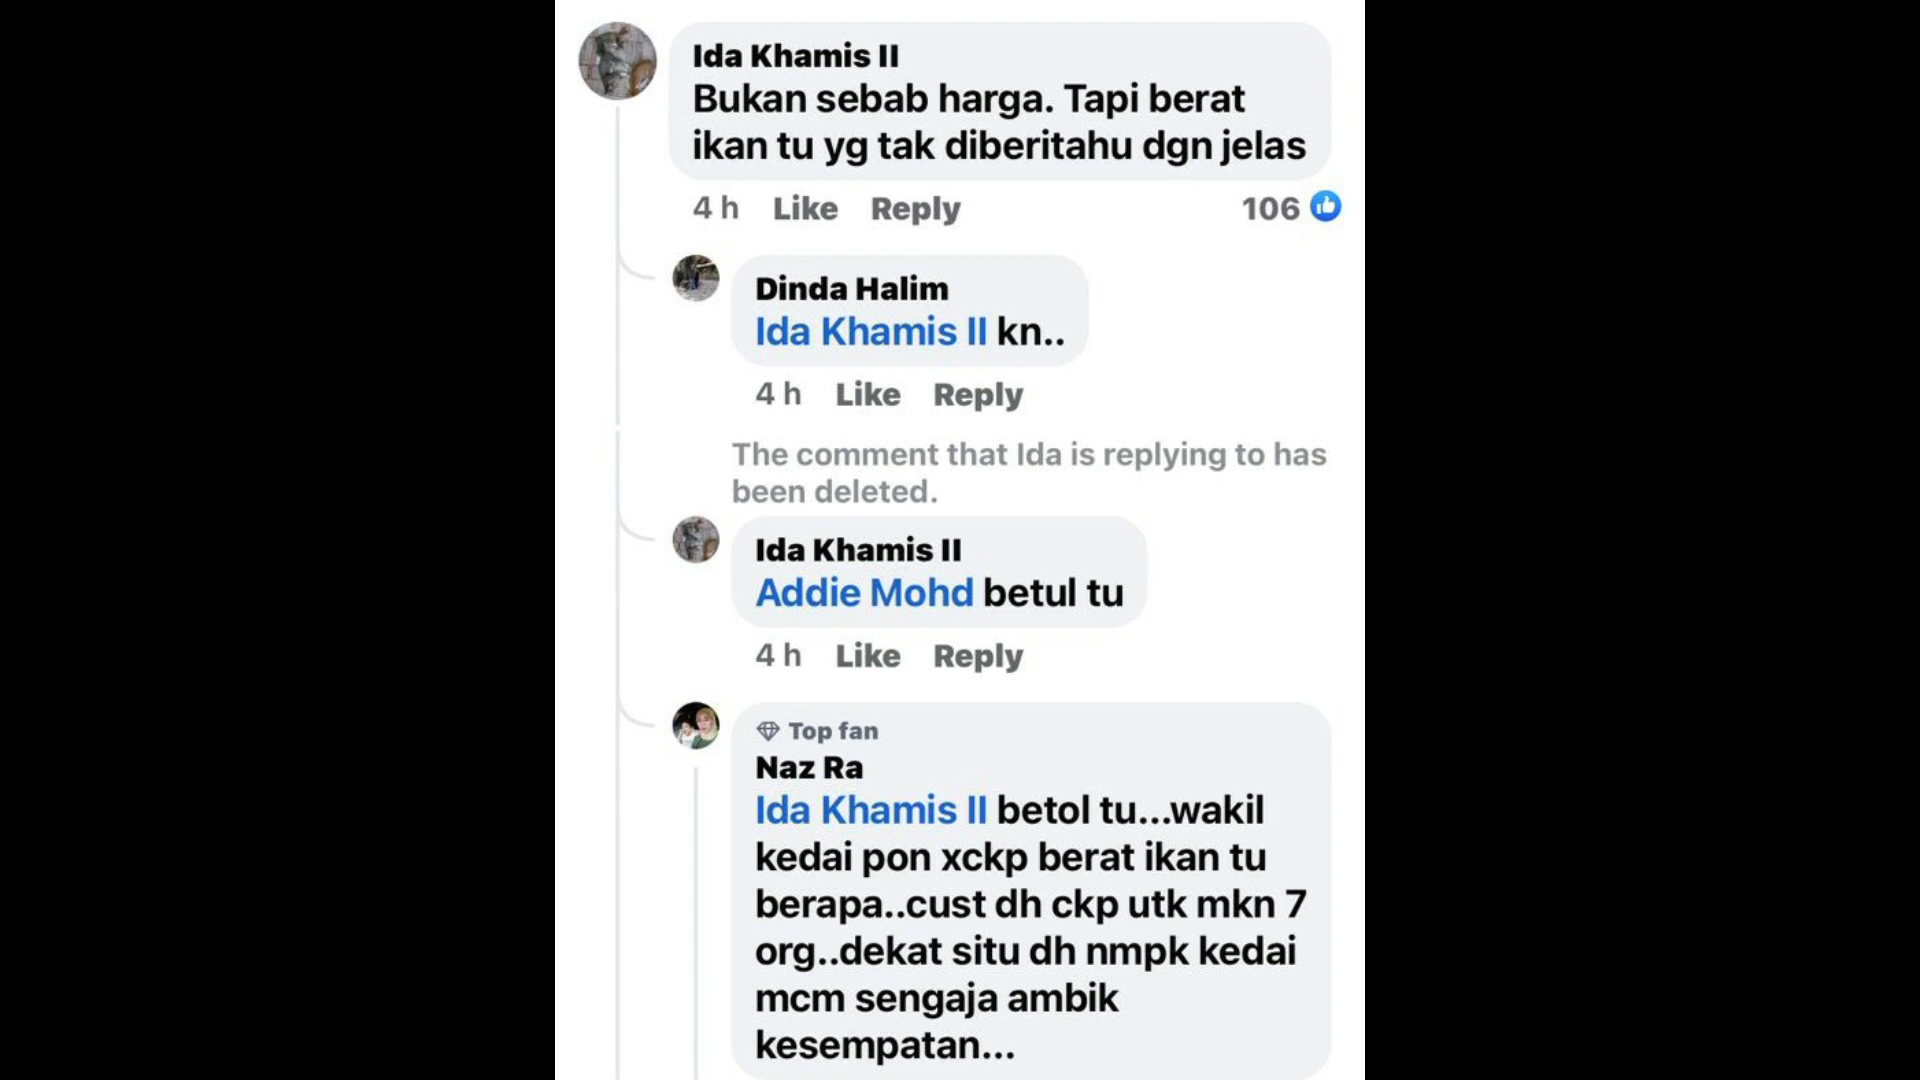 Ida Khamis II
Bukan sebab harga. Tapi berat
ikan tu yg tak diberitahu dgn jelas
4 h Like Reply 106
Dinda Halim
Ida Khamis II kn..
4 h Like Reply
The comment that Ida is replying to has
been deleted.
Ida Khamis II
Addie Mohd betul tu
4 h Like Reply
Top fan
Naz Ra
Ida Khamis II betol tu...wakil
kedai pon xckp berat ikan tu
berapa..cust dh ckp utk mkn 7
org..dekat situ dh nmpk kedai
mcm sengaja ambik
kesempatan...